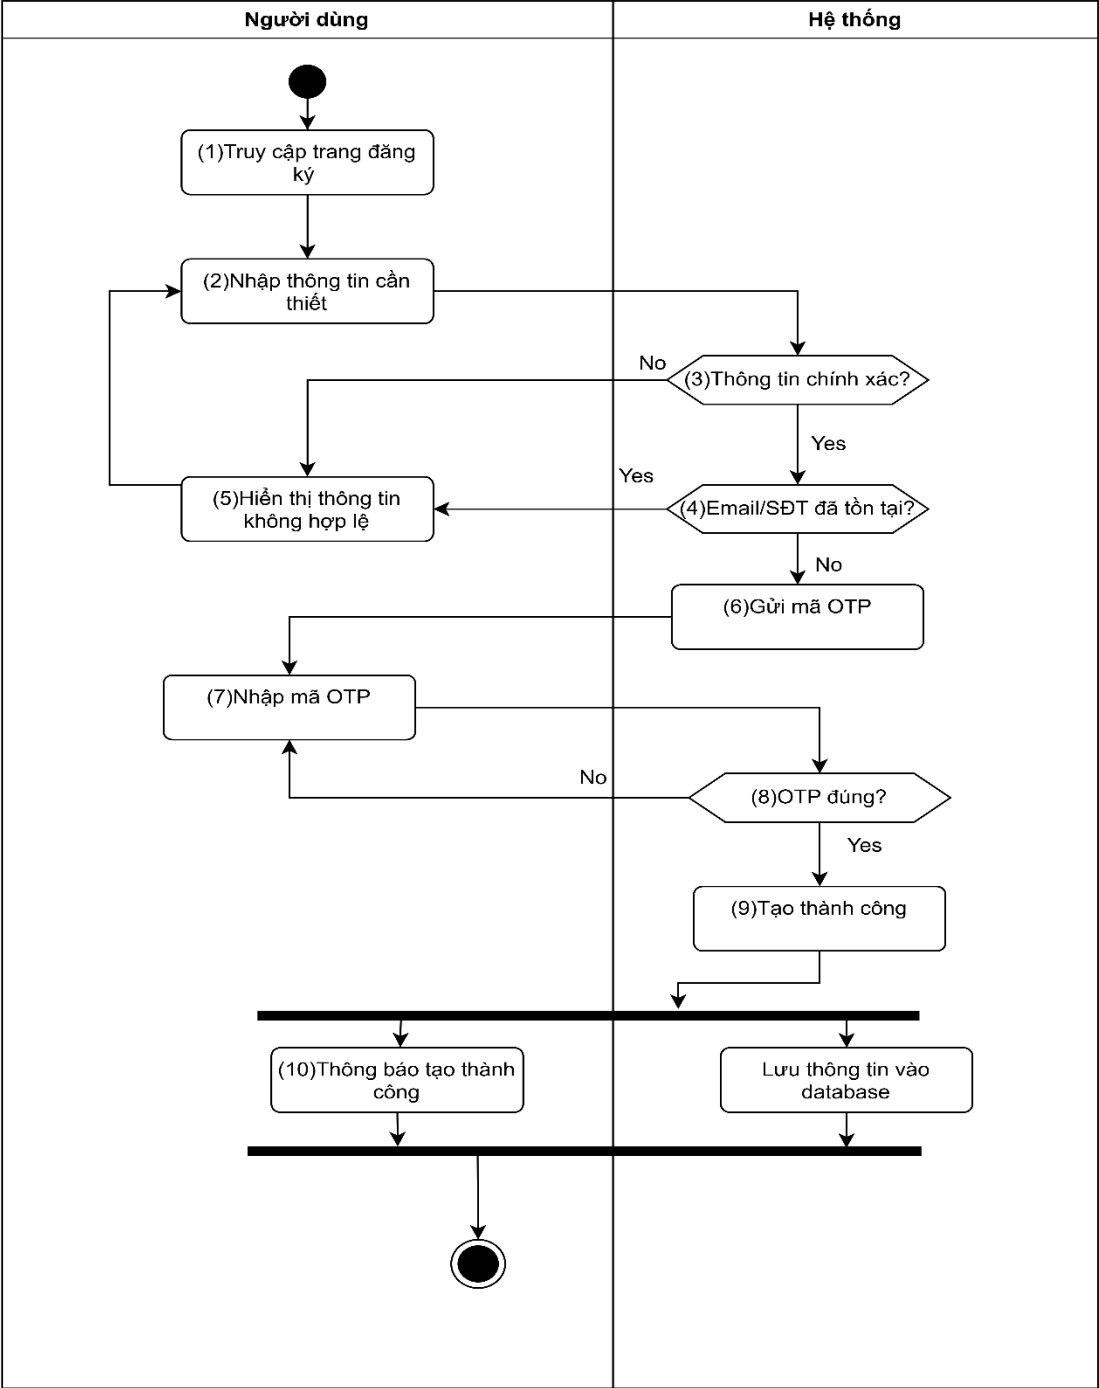 Người dùng
Hệ thống
(1)Truy cập trang đăng
ký
(2)Nhập thông tin cần
thiết
No
(3)Thông tin chính xác?
Yes
Yes
(5)Hiển thị thông tin
không hợp lệ
(4)Email/SĐT đã tồn tại?
No
(6)Gửi mã OTP
(7)Nhập mã OTP
No
(8)OTP đúng?
Yes
(9)Tạo thành công
(10)Thông báo tạo thành
công
Lưu thông tin vào
database